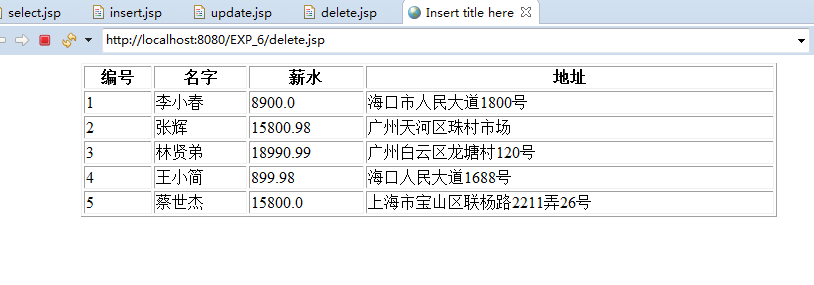 select.jsp insert.jsp update.jsp delete.jsp Insert title here
http://localhost:8080/EXP_6/delete.jsp
编号 名字 薪水 地址
1 李小春 8900.0 海口市人民大道1800号
2 张辉 15800.98 广州天河区珠村市场
3 林贤弟 18990.99 广州白云区龙塘村120号
4 王小简 899.98 海口人民大道1688号
5 蔡世杰 15800.0 上海市宝山区联杨路2211弄26号